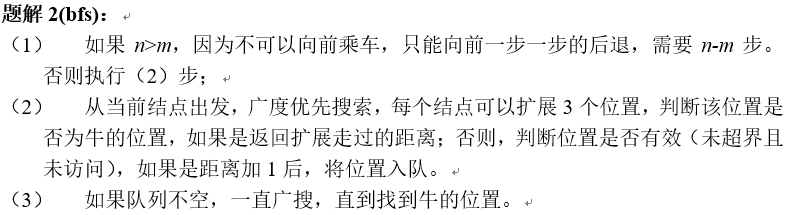 题解 2(bfs)：
（1） 如果 n>m，因为不可以向前乘车，只能向前一步一步的后退，需要 n-m 步。
否则执行（2）步；
（2） 从当前结点出发，广度优先搜索，每个结点可以扩展 3 个位置，判断该位置是
否为牛的位置，如果是返回扩展走过的距离；否则，判断位置是否有效（未超界且
未访问），如果是距离加 1 后，将位置入队。
（3） 如果队列不空，一直广搜，直到找到牛的位置。